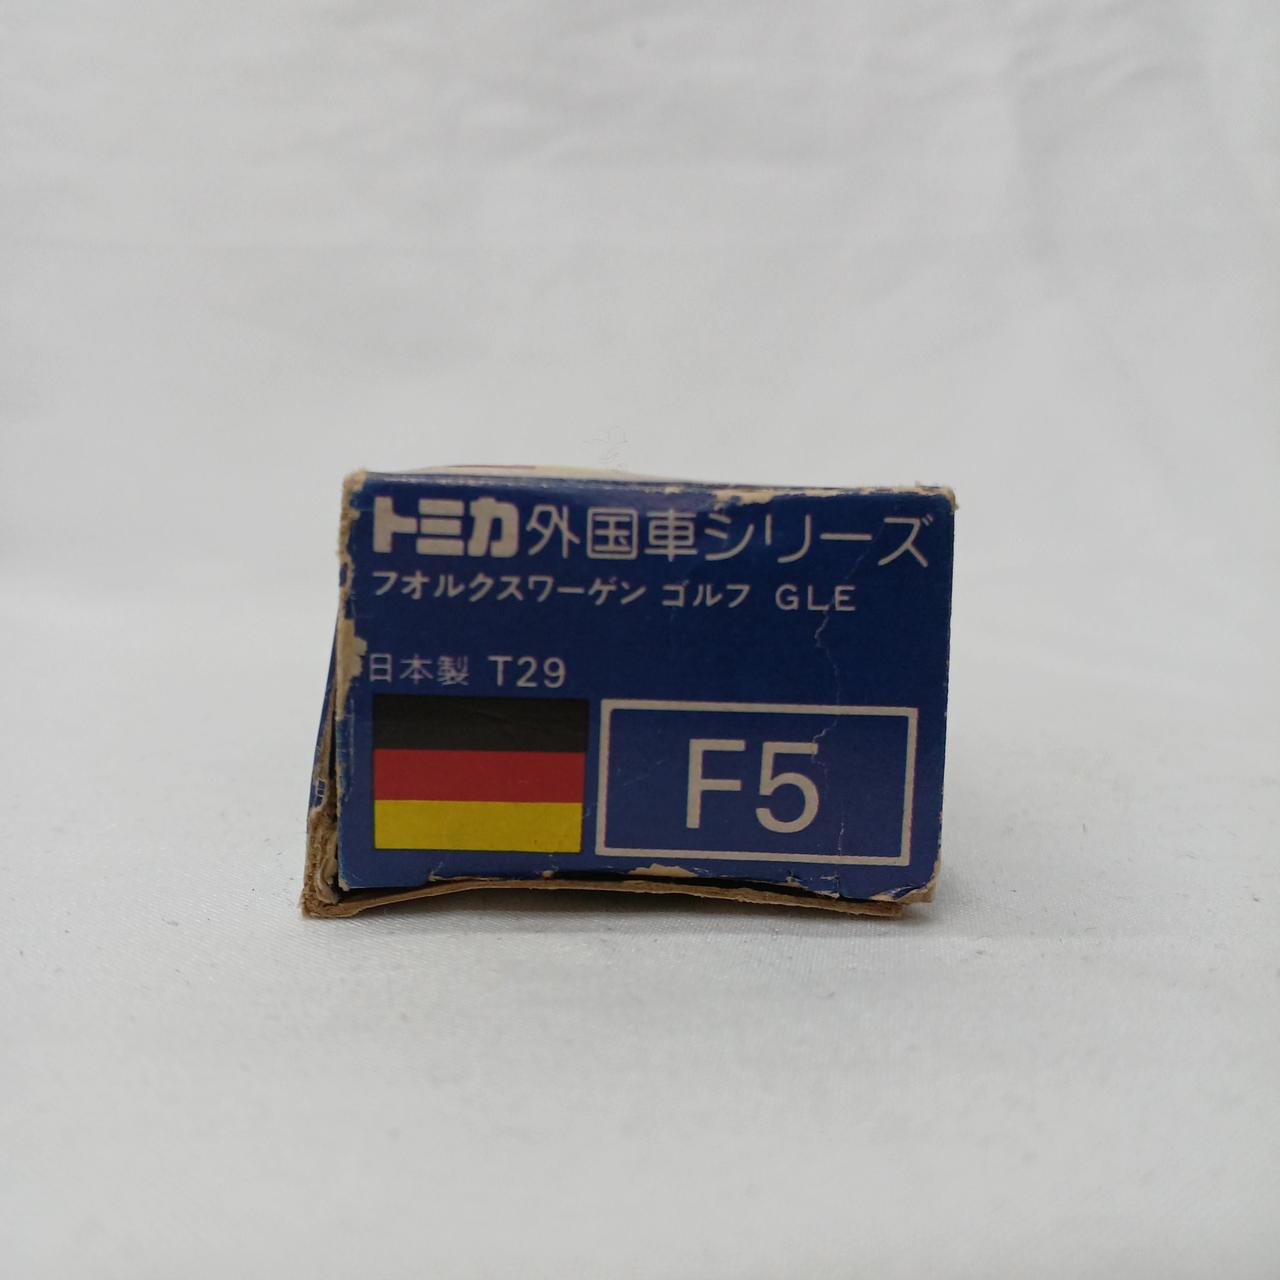 トミカ外国車シリーズ
フオルクスワーゲン ゴルフ GLE
日本製 T29
F5